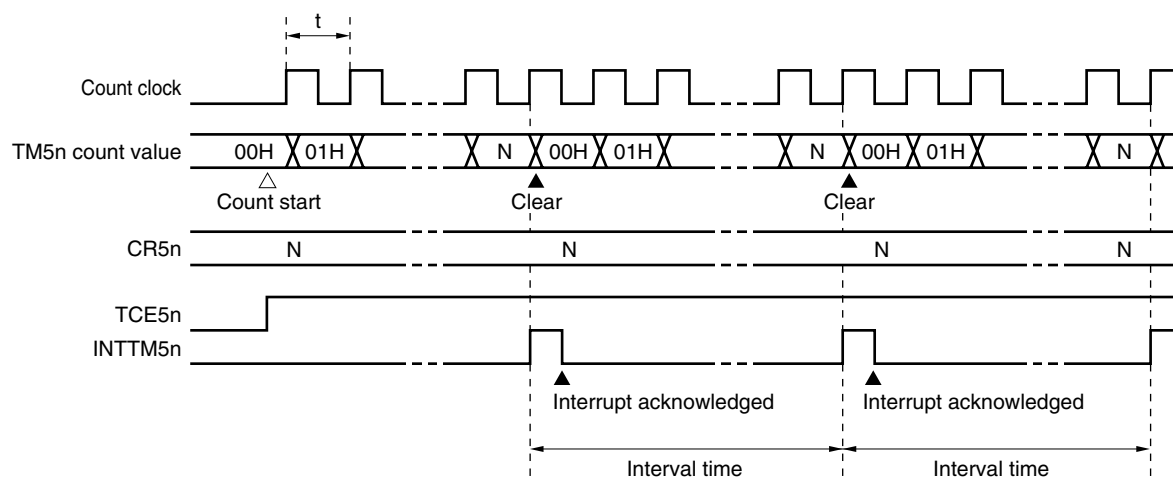 t
Count clock
TM5n count value 00H 01H N 00H 01H N 00H 01H N
Count start Clear Clear
CR5n N N N N
TCE5n
INTTM5n
Interrupt acknowledged Interrupt acknowledged
Interval time Interval time